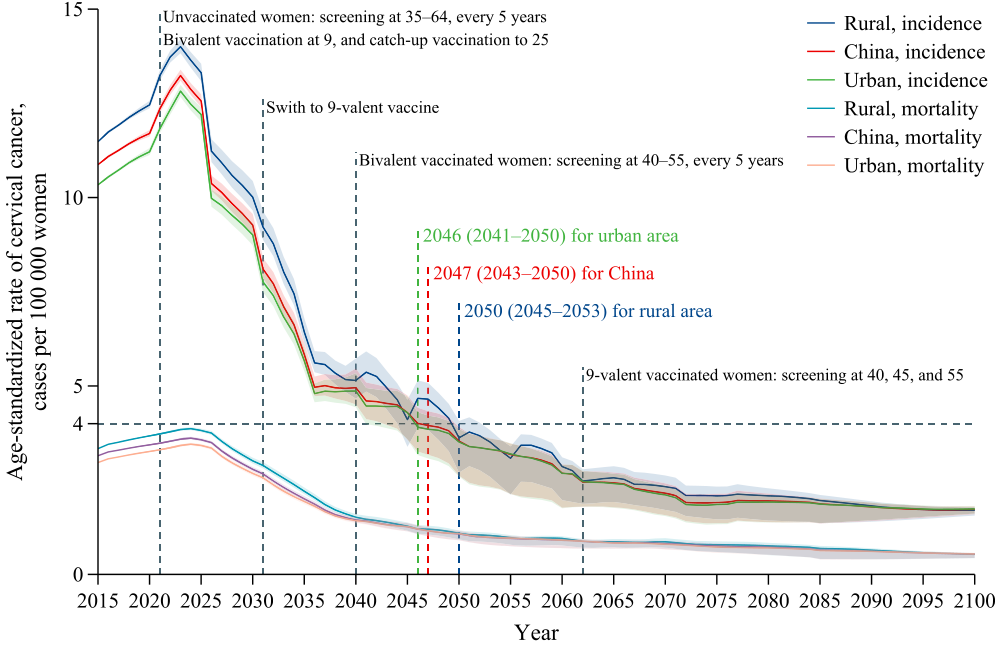 15
Unvaccinated women: screening at 35–64, every 5 years
Bivalent vaccination at 9, and catch-up vaccination to 25
Rural, incidence
China, incidence
Urban, incidence
Rural, mortality
China, mortality
Urban, mortality
Swith to 9-valent vaccine
Bivalent vaccinated women: screening at 40–55, every 5 years
10
2046 (2041–2050) for urban area
2047 (2043–2050) for China
2050 (2045–2053) for rural area
9-valent vaccinated women: screening at 40, 45, and 55
5
4
0
Age-standardized rate of cervical cancer,
cases per 100 000 women
2015 2020 2025 2030 2035 2040 2045 2050 2055 2060 2065 2070 2075 2080 2085 2090 2095 2100
Year